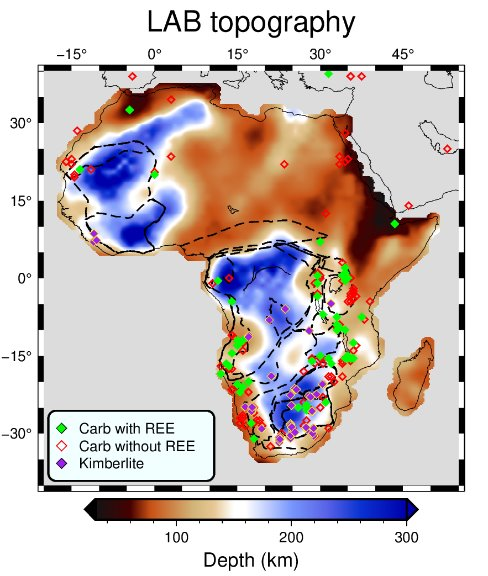 LAB topography
−15° 0° 15° 30° 45°
30°
15°
0°
−15°
−30°
Carb with REE
Carb without REE
Kimberlite
100 200 300
Depth (km)